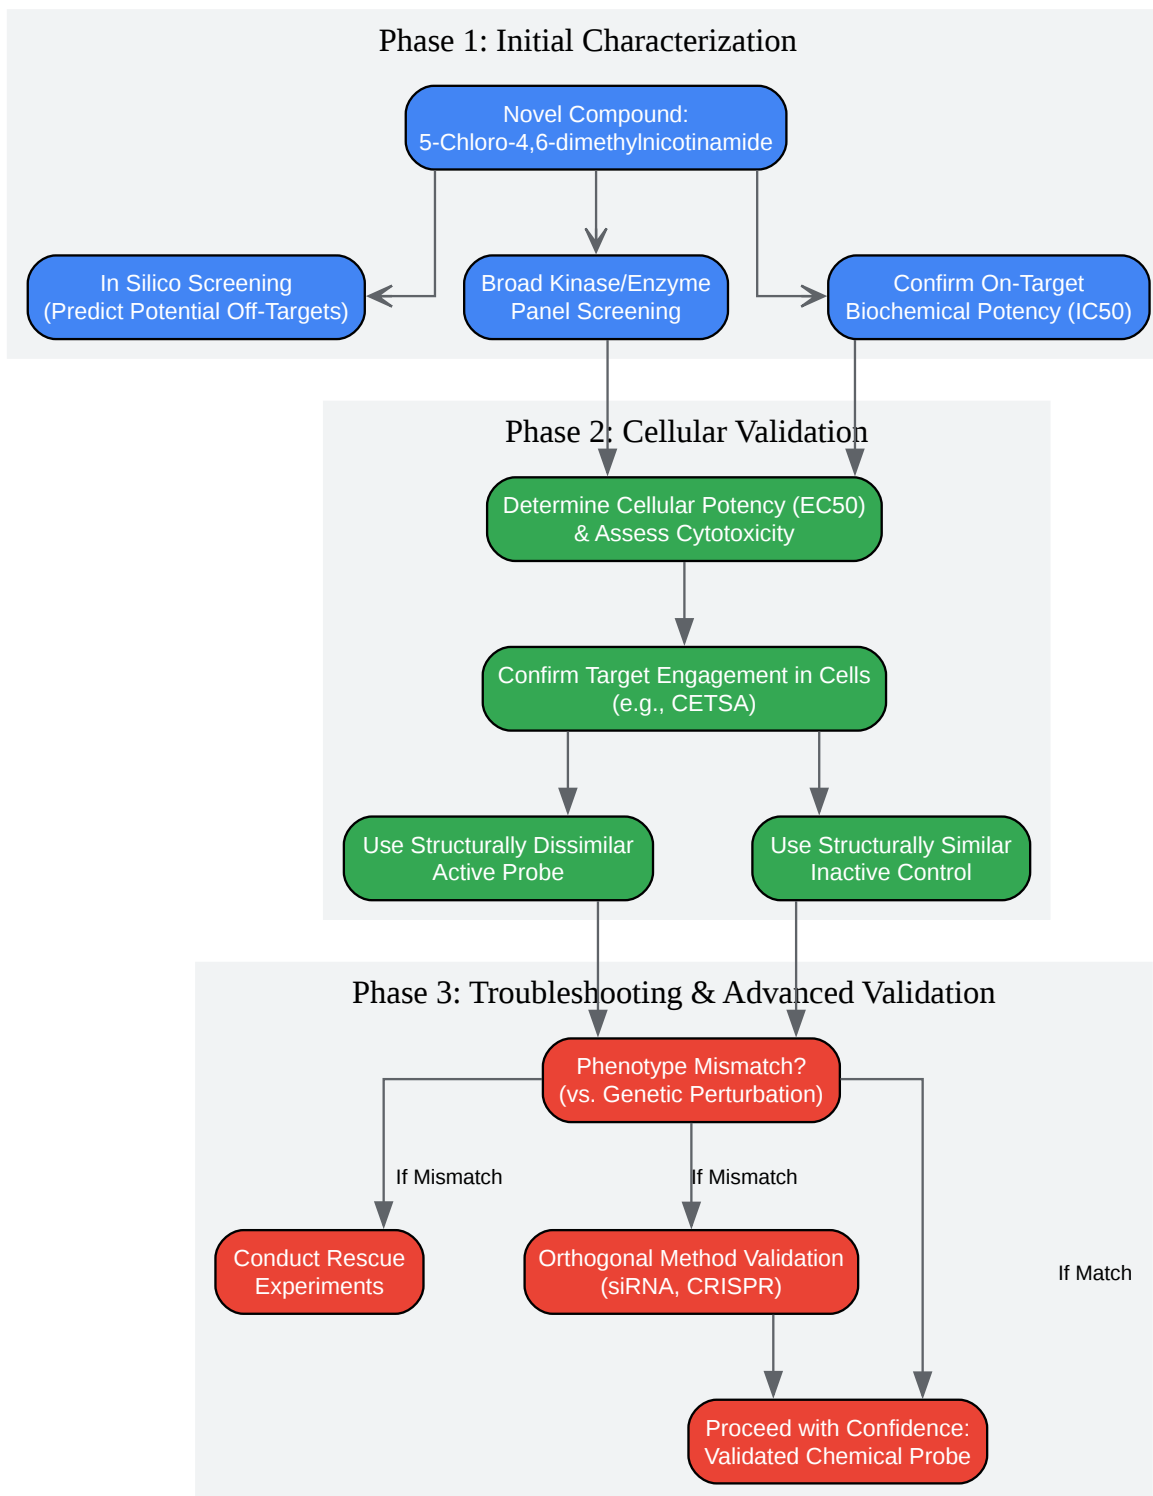 Phase 1: Initial Characterization
Novel Compound:
5-Chloro-4,6-dimethylnicotinamide
In Silico Screening
(Predict Potential Off-Targets)
Broad Kinase/Enzyme
Panel Screening
Confirm On-Target
Biochemical Potency (IC50)
Phase 2: Cellular Validation
Determine Cellular Potency (EC50)
& Assess Cytotoxicity
Confirm Target Engagement in Cells
(e.g., CETSA)
Use Structurally Dissimilar
Active Probe
Use Structurally Similar
Inactive Control
Phase 3: Troubleshooting & Advanced Validation
Phenotype Mismatch?
(vs. Genetic Perturbation)
If Mismatch
If Mismatch
Conduct Rescue
Experiments
Orthogonal Method Validation
(siRNA, CRISPR)
If Match
Proceed with Confidence:
Validated Chemical Probe